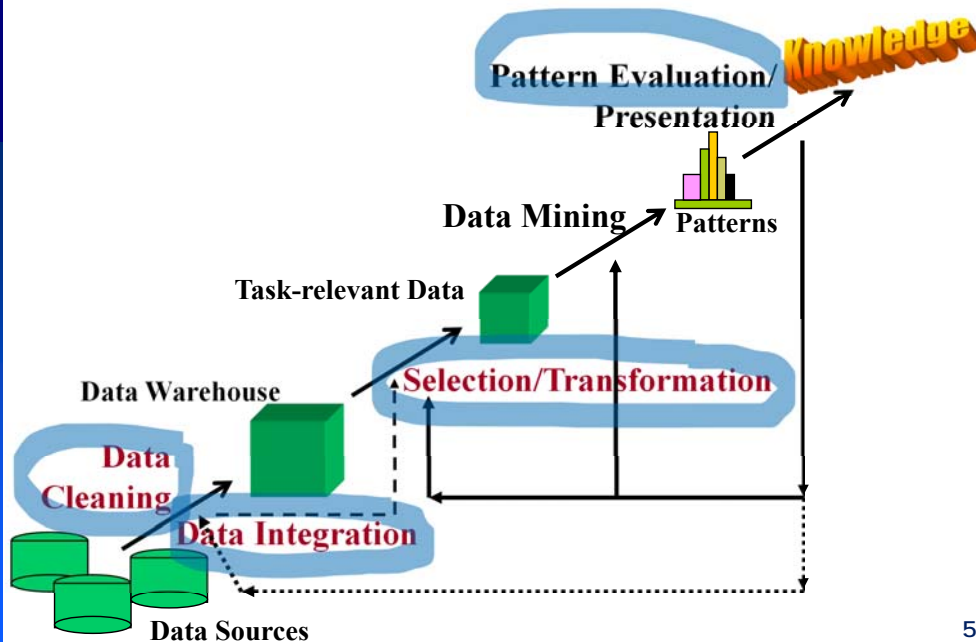 Knowledge
Pattern Evaluation/
Presentation
Patterns
Data Mining
Task-relevant Data
Selection/Transformation
Data Warehouse
Data
Cleaning
Data Integration
Data Sources
5